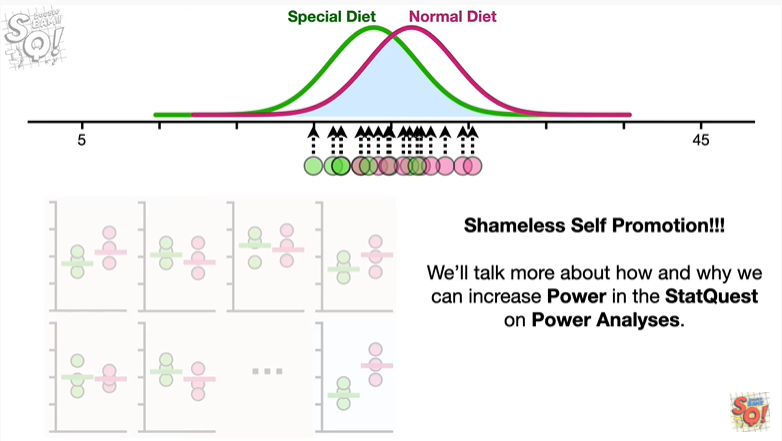 Special Diet
Normal Diet
5
45
Shameless Self Promotion!!!
We'll talk more about how and why we
can increase Power in the StatQuest
on Power Analyses.
SQ!